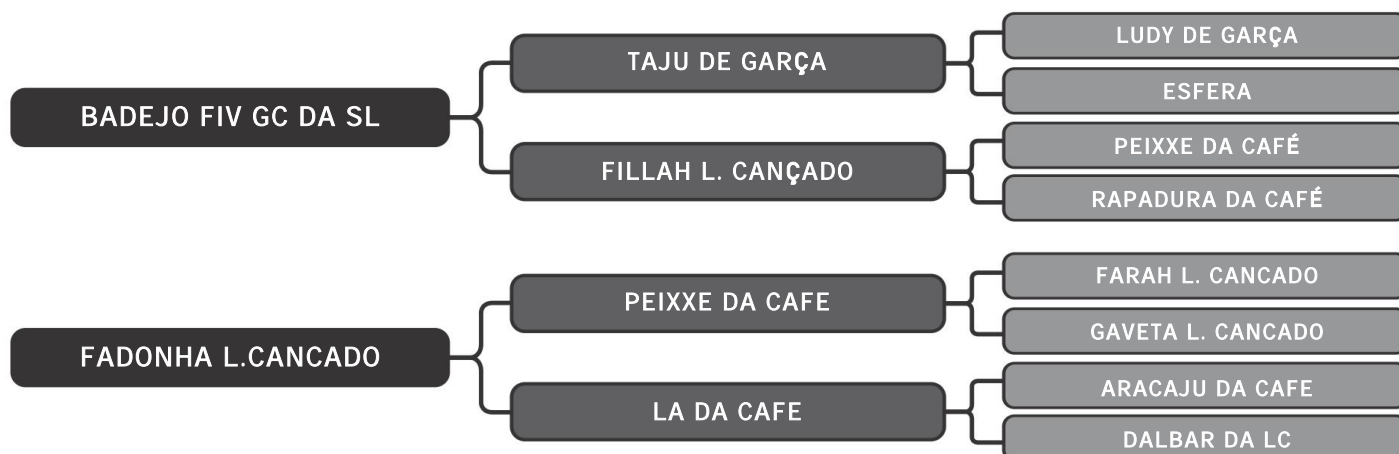 BADEJO FIV GC DA SL
TAJU DE GARÇA
LUDY DE GARÇA
ESFERA
FILLAH L. CANÇADO
PEIXXE DA CAFÉ
RAPADURA DA CAFÉ
FADONHA L.CANCADO
PEIXXE DA CAFE
FARAH L. CANCADO
GAVETA L. CANCADO
LA DA CAFE
ARACAJU DA CAFE
DALBAR DA LC